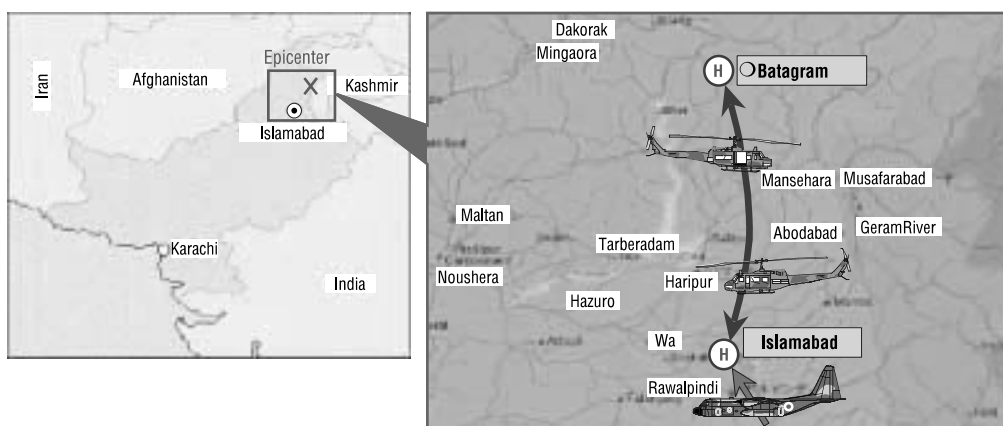 Epicenter
Iran
Afghanistan
X
Kashmir
Islamabad
Karachi
India
Dakorak
Mingaora
H
Batagram
Mansehara
Musafarabad
Maltan
Tarberadam
Abodabad
GeramRiver
Noushera
Haripur
Hazuro
Wa
H
Islamabad
Rawalpindi